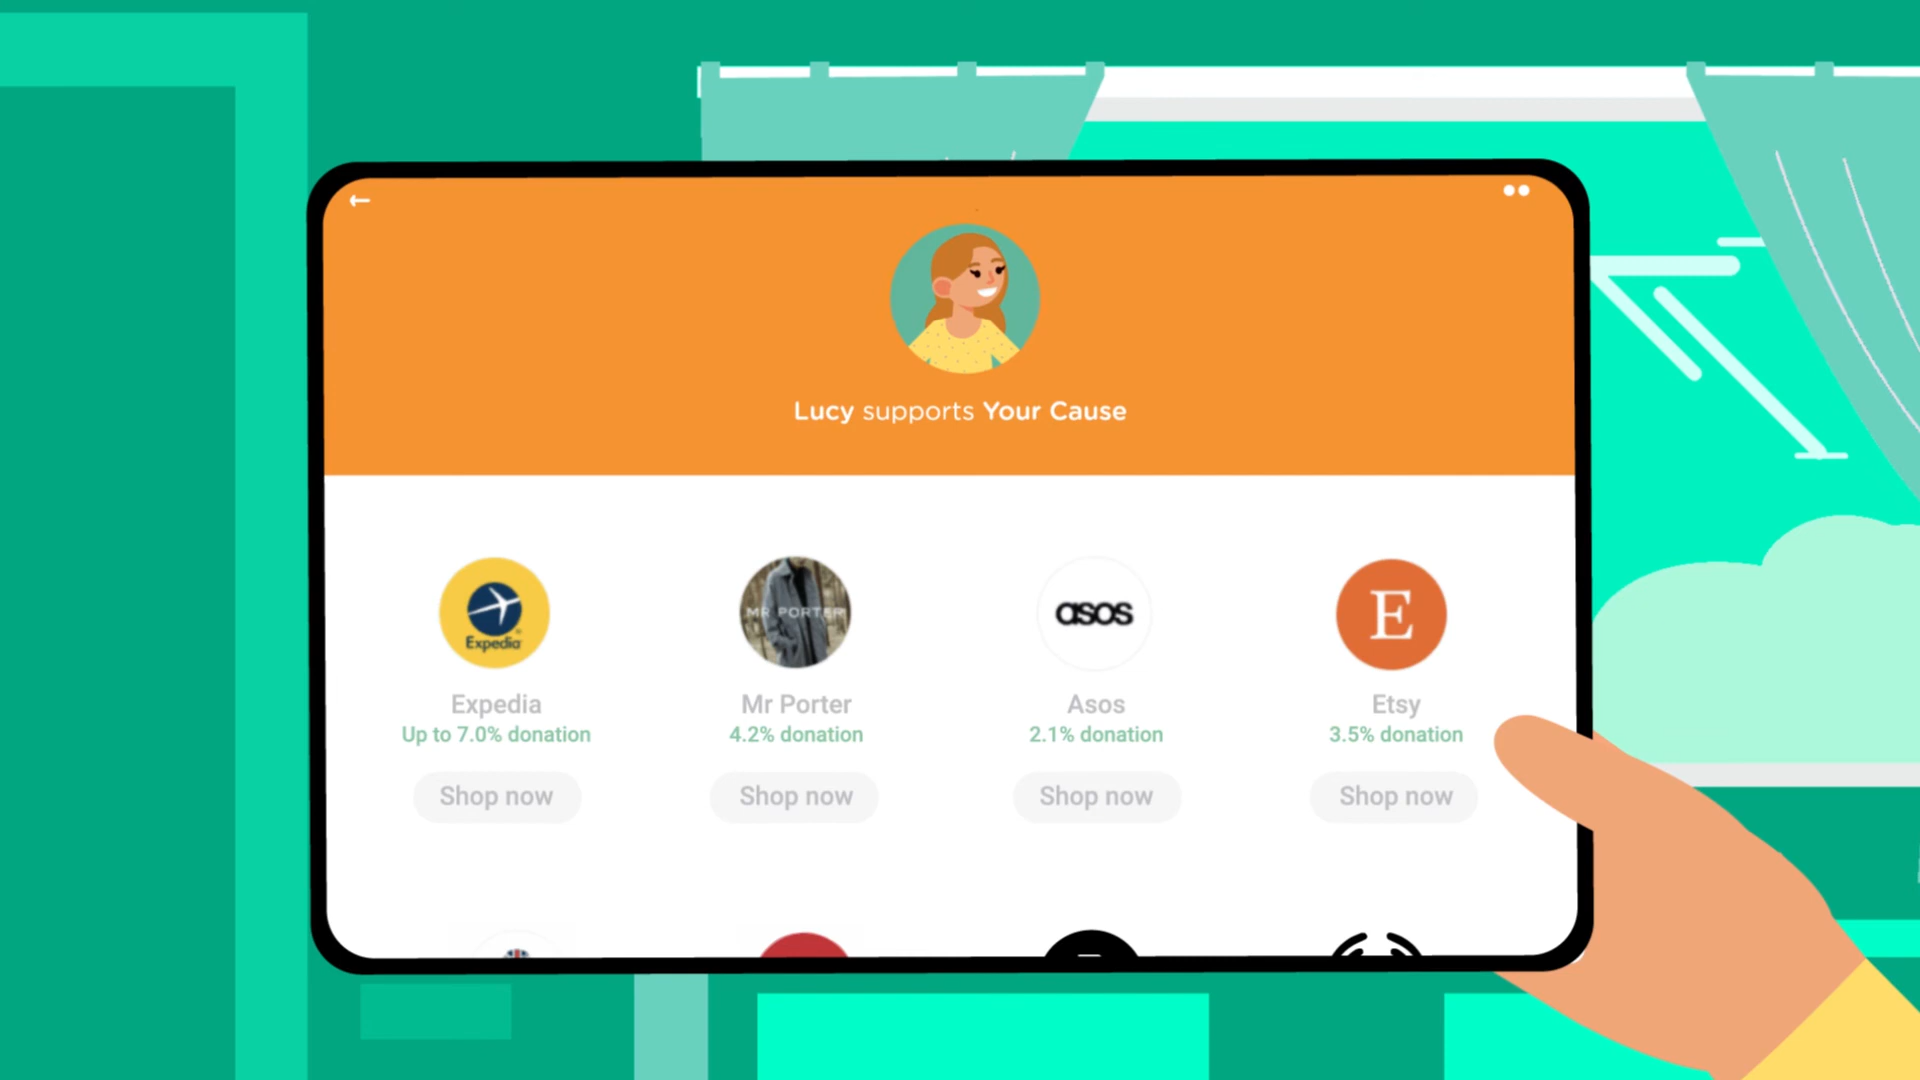 Lucy supports Your Cause
Expedia
MR PORTER
asos
E
Expedia
Mr Porter
Asos
Etsy
Up to 7.0% donation
4.2% donation
2.1% donation
3.5% donation
Shop now
Shop now
Shop now
Shop now